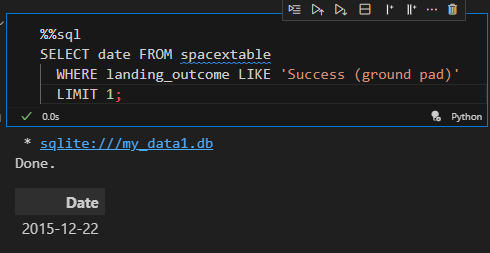 %%sql
SELECT date FROM spacextable
WHERE landing_outcome LIKE 'Success (ground pad)'
LIMIT 1;
0.0s
Python
* sqlite:///my_data1.db
Done.
Date
2015-12-22